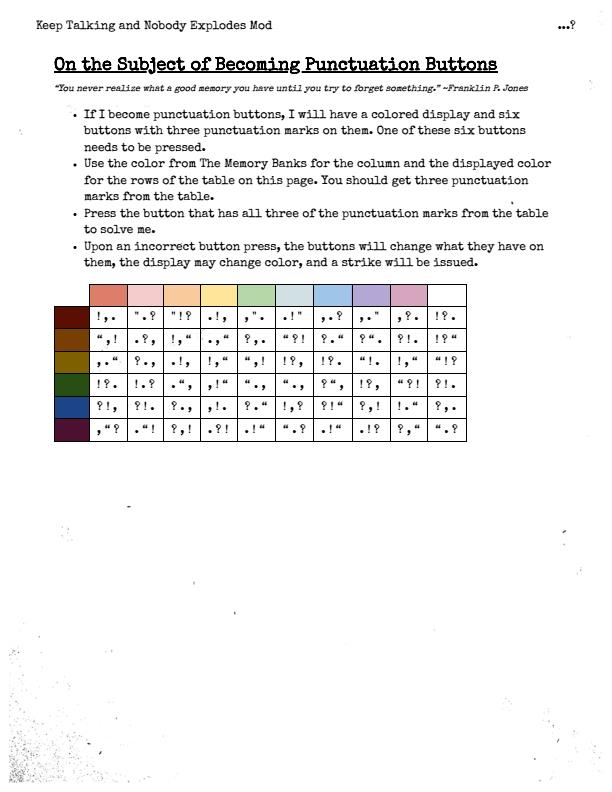 Keep Talking and Nobody Explodes Mod
...?
On the Subject of Becoming Punctuation Buttons
“You never realize what a good memory you have until you try to forget something.” ~Franklin P. Jones
• If I become punctuation buttons, I will have a colored display and six
buttons with three punctuation marks on them. One of these six buttons
needs to be pressed.
• Use the color from The Memory Banks for the column and the displayed color
for the rows of the table on this page. You should get three punctuation
marks from the table.
• Press the button that has all three of the punctuation marks from the table
to solve me.
• Upon an incorrect button press, the buttons will change what they have on
them, the display may change color, and a strike will be issued.
!,. ".? "!? .!, ,". .!" ,.? ,." ,?. !?.
“,! .?, !,“ .,“ ?,. “?! ?.“ ?“. ?!. !?“
,.“ ?., .!, !,“ “,! !?, !?. “!. !,“ “!?
!?. !.? .“, ,!“ “., “., ?“, !?, “?! ?!.
?!, ?!. ?., ,!. ?.“ !,? ?!“ ?,! !.“ ?,.
,“? .“! ?,! .?! .!“ “.? .!“ .!? ?,“ “.?